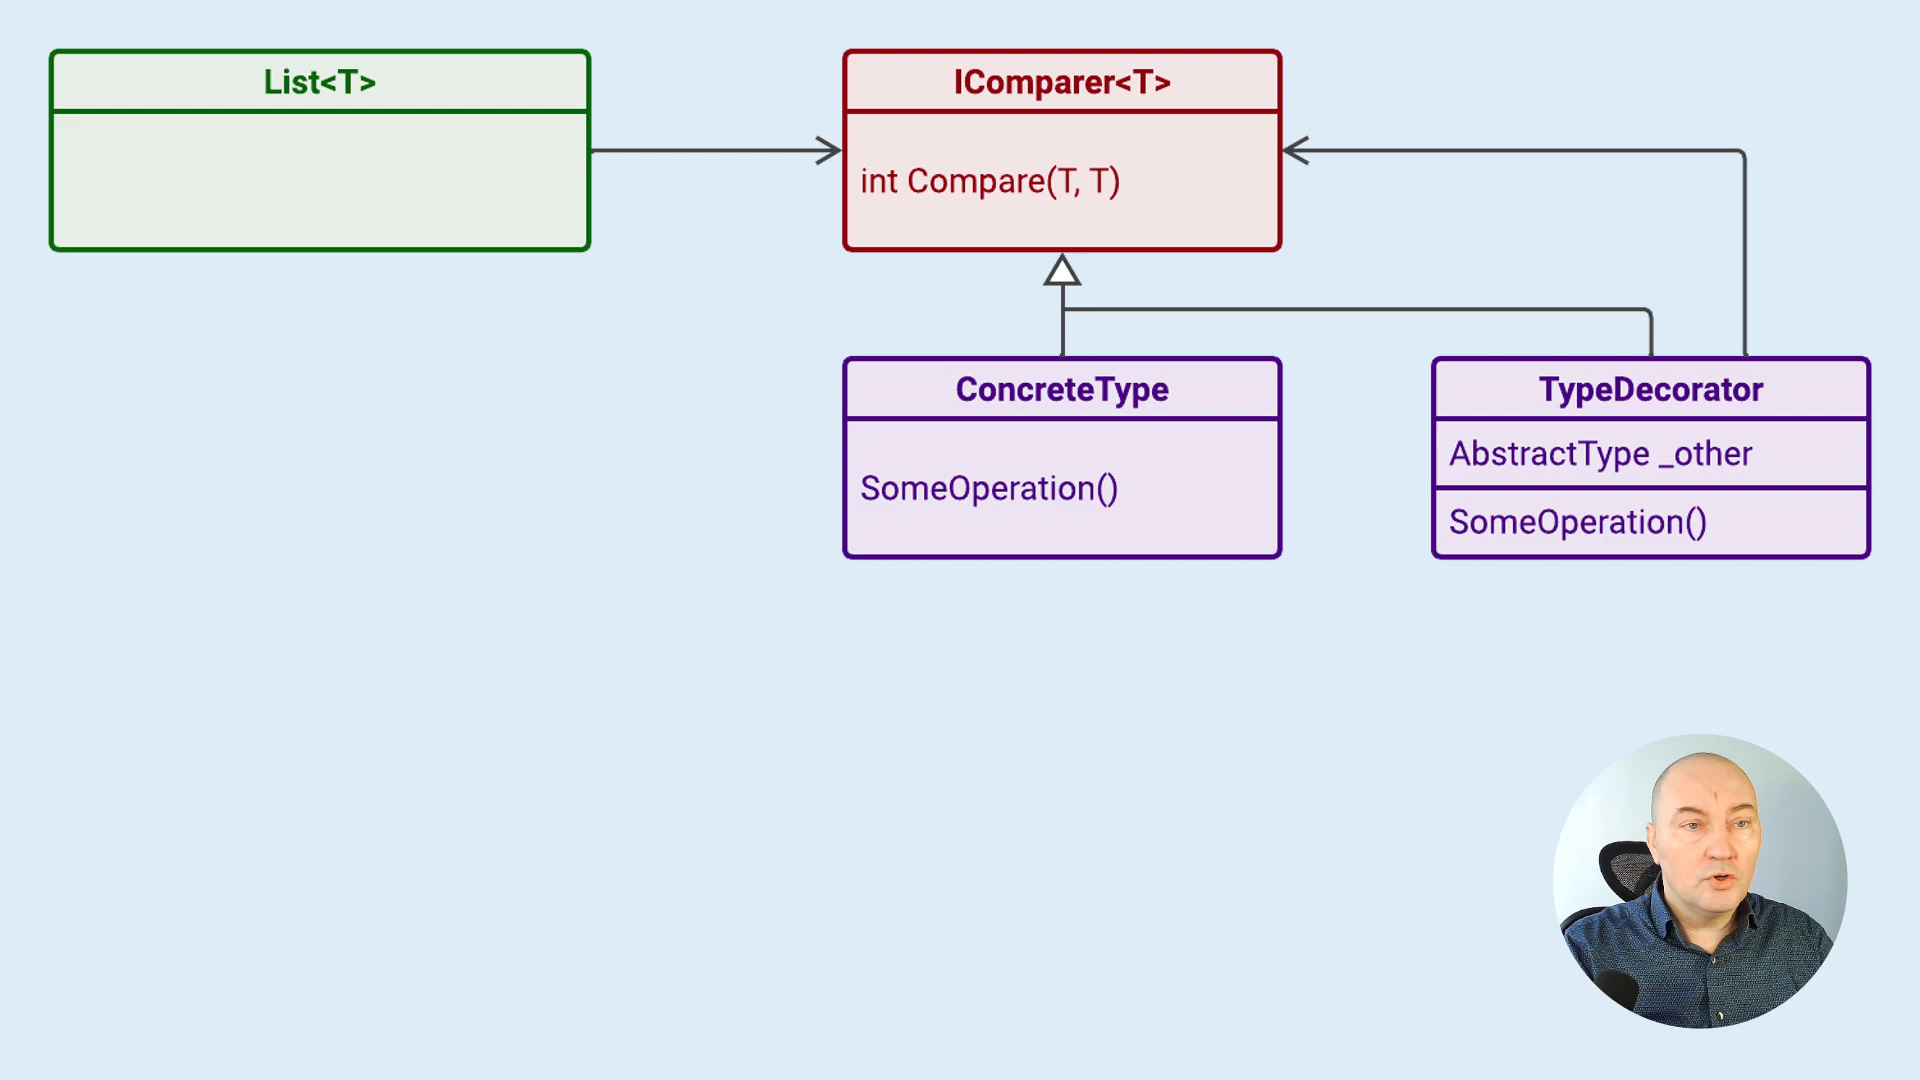 List<T>
IComparer<T>
int Compare(T, T)
ConcreteType
SomeOperation()
TypeDecorator
AbstractType _other
SomeOperation()